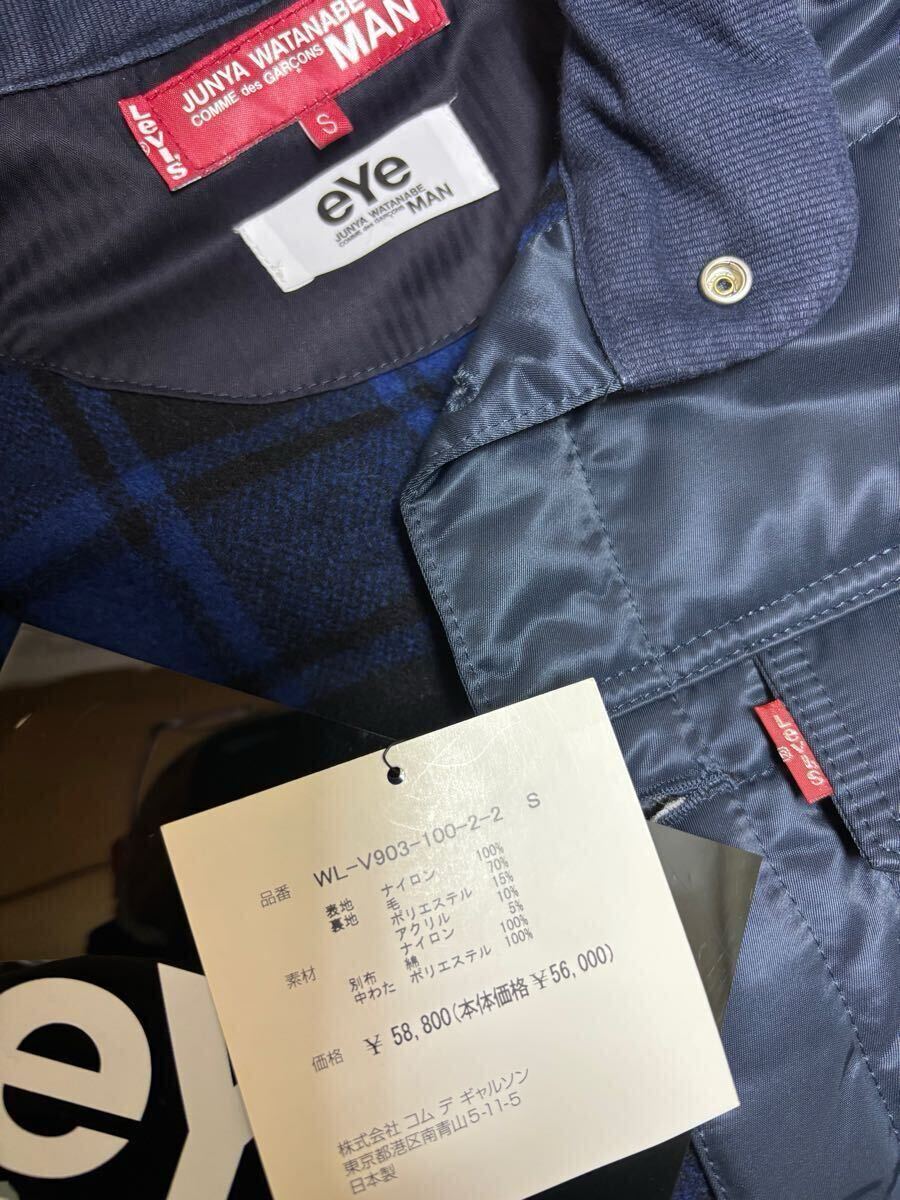 Levi's®
JUNYA WATANABE
COMME des GARÇONS
MAN
S
eYe
JUNYA WATANABE
COMME des GARÇONS
MAN
Levi's®
品番 WL-V903-100-2-2 S
素材 表地 ナイロン 100%
裏地 毛 70%
ポリエステル 15%
アクリル 10%
ナイロン 5%
別布 綿 100%
中わた ポリエステル 100%
価格 ¥ 58,800(本体価格 ¥56,000)
株式会社 コム デ ギャルソン
東京都港区南青山5-11-5
日本製
eY